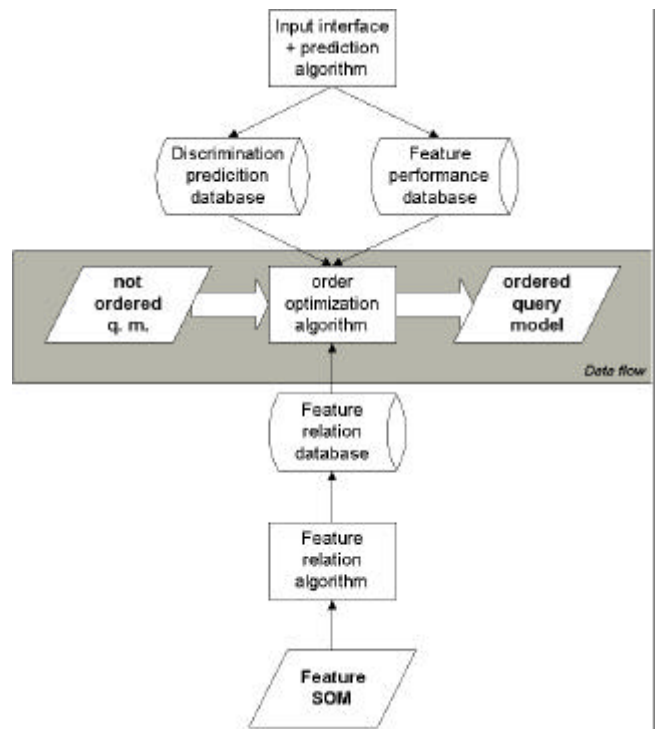 Input interface
+ prediction
algorithm
Discrimination
predicition
database
Feature
performance
database
not
ordered
q. m.
order
optimization
algorithm
ordered
query
model
Data flow
Feature
relation
database
Feature
relation
algorithm
Feature
SOM